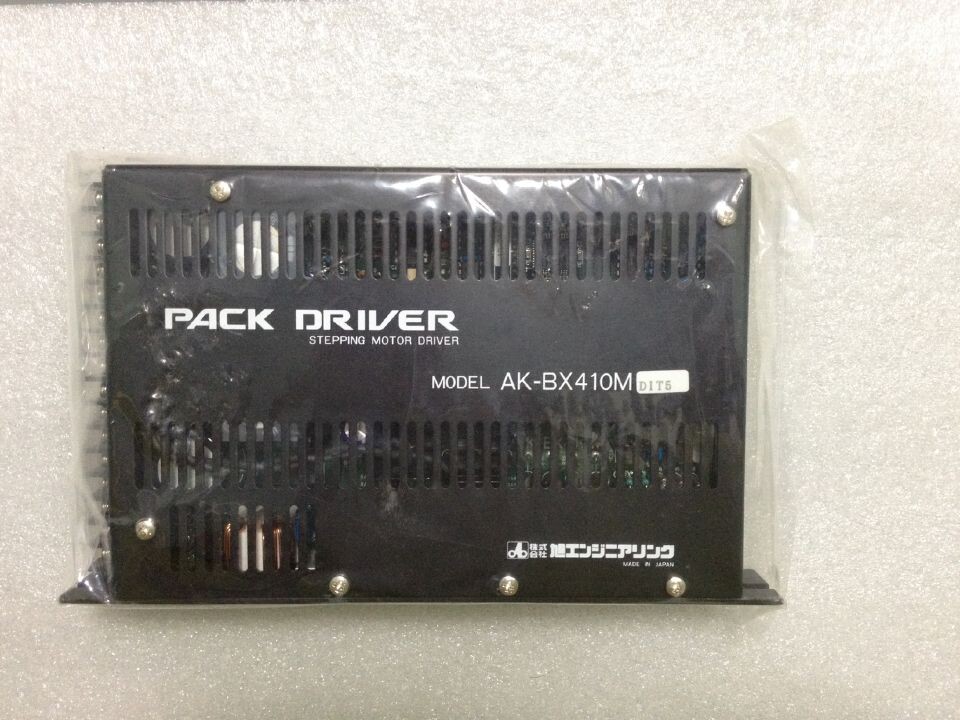 PACK DRIVER
STEPPING MOTOR DRIVER
MODEL AK-BX410M D1T5
株式会社 旭エンジニアリング
MADE IN JAPAN